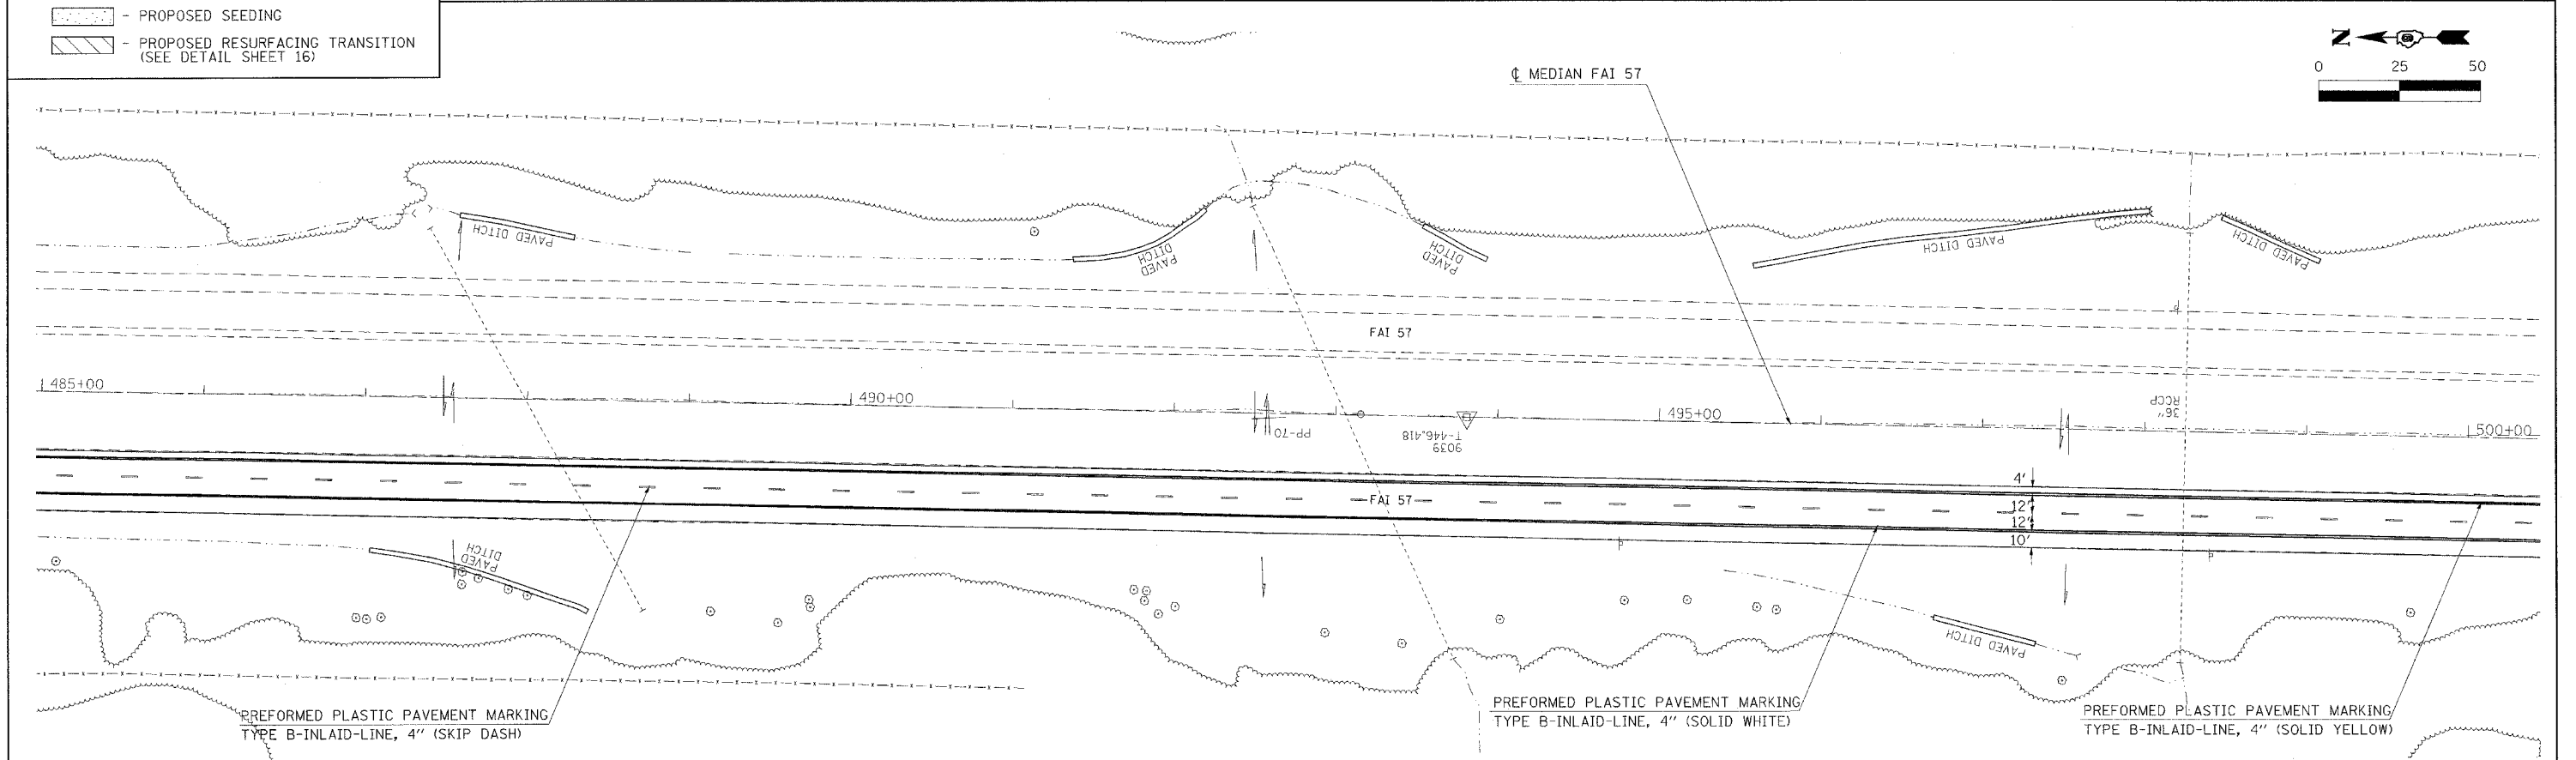 - PROPOSED SEEDING
- PROPOSED RESURFACING TRANSITION
(SEE DETAIL SHEET 16)
N
0 25 50
℄ MEDIAN FAI 57
PAVED DITCH
PAVED
DITCH
PAVED
DITCH
PAVED DITCH
PAVED
DITCH
FAI 57
485+00
490+00
495+00
500+00
PP-70
9039
T-446.418
36"
RCCP
FAI 57
4'
12'
12'
10'
PAVED
DITCH
PAVED DITCH
PREFORMED PLASTIC PAVEMENT MARKING
TYPE B-INLAID-LINE, 4" (SKIP DASH)
PREFORMED PLASTIC PAVEMENT MARKING
TYPE B-INLAID-LINE, 4" (SOLID WHITE)
PREFORMED PLASTIC PAVEMENT MARKING
TYPE B-INLAID-LINE, 4" (SOLID YELLOW)